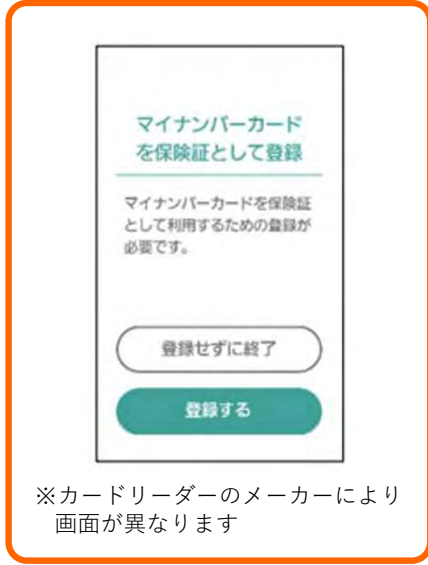 マイナンバーカード
を保険証として登録
マイナンバーカードを保険証
として利用するための登録が
必要です。
登録せずに終了
登録する
※カードリーダーのメーカーにより
画面が異なります